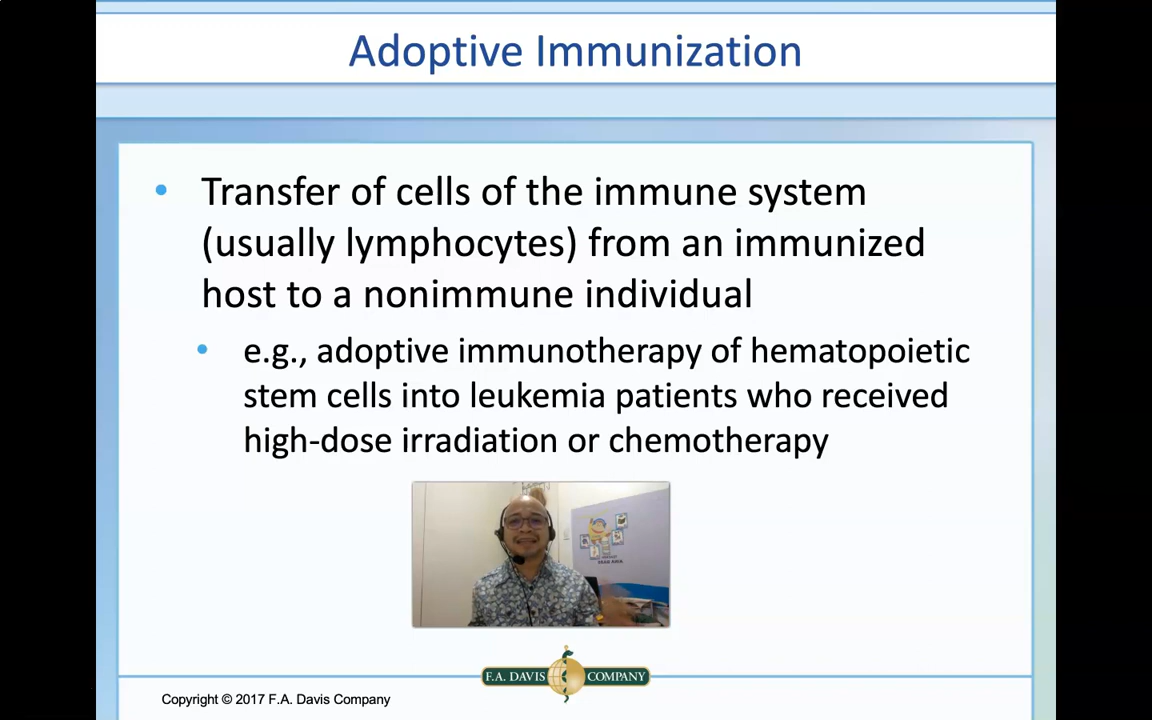 Adoptive Immunization
• Transfer of cells of the immune system
(usually lymphocytes) from an immunized
host to a nonimmune individual
• e.g., adoptive immunotherapy of hematopoietic
stem cells into leukemia patients who received
high-dose irradiation or chemotherapy
F.A. DAVIS COMPANY
Copyright © 2017 F.A. Davis Company